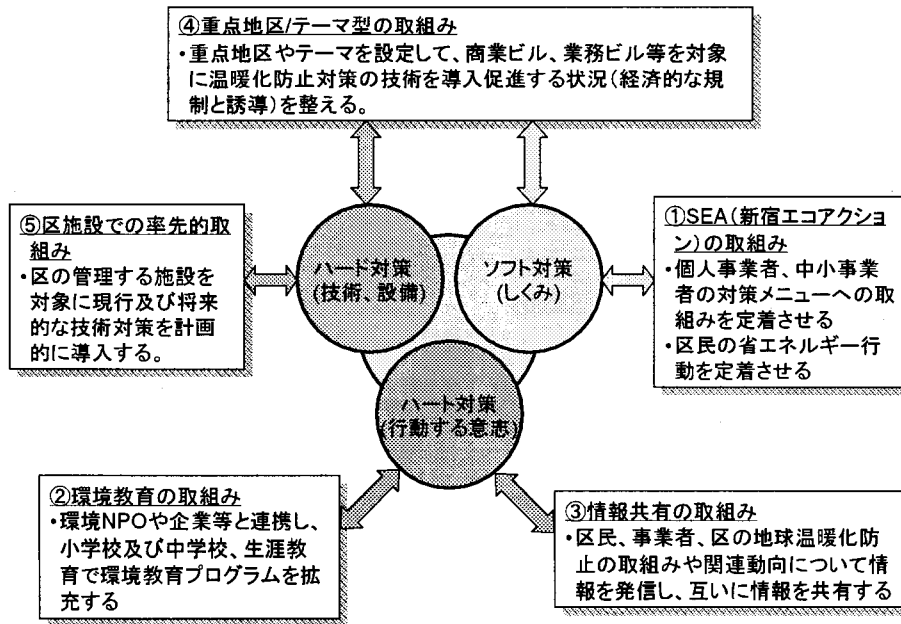 ④重点地区/テーマ型の取組み
・重点地区やテーマを設定して、商業ビル、業務ビル等を対象
に温暖化防止対策の技術を導入促進する状況(経済的な規
制と誘導)を整える。
⑤区施設での率先的取
組み
・区の管理する施設を
対象に現行及び将来
的な技術対策を計画
的に導入する。
ハード対策
(技術、設備)
ソフト対策
(しくみ)
①SEA(新宿エコアクショ
ン)の取組み
・個人事業者、中小事業
者の対策メニューへの取
組みを定着させる
・区民の省エネルギー行
動を定着させる
ハート対策
(行動する意志)
②環境教育の取組み
・環境NPOや企業等と連携し、
小学校及び中学校、生涯教
育で環境教育プログラムを拡
充する
③情報共有の取組み
・区民、事業者、区の地球温暖化防
止の取組みや関連動向について情
報を発信し、互いに情報を共有する